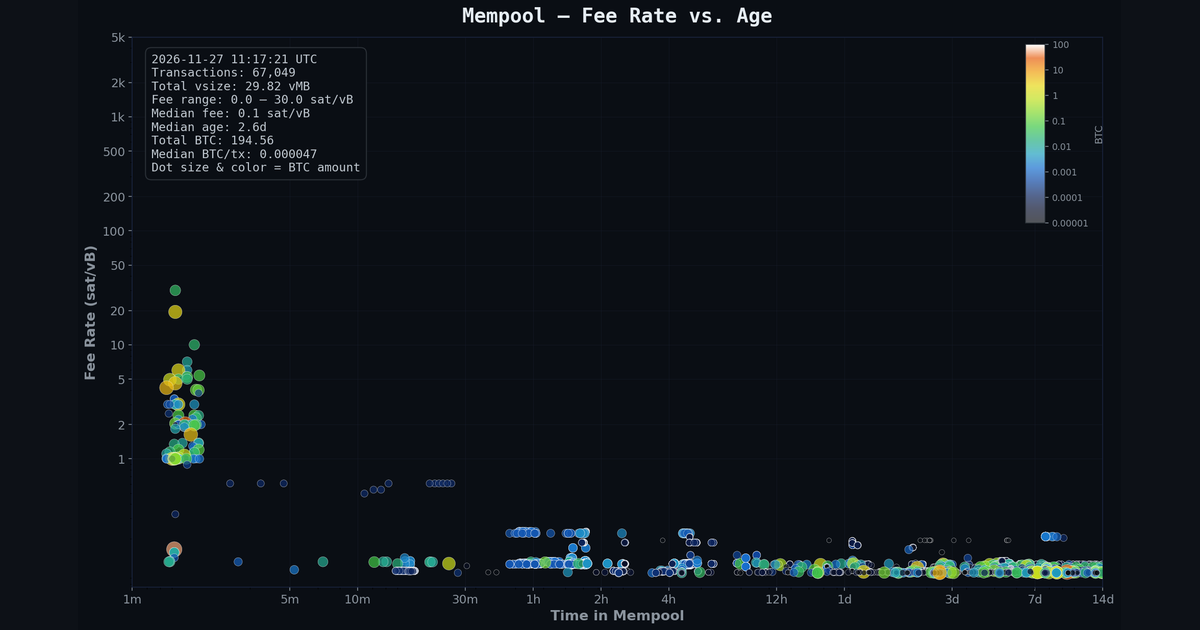 Mempool — Fee Rate vs. Age
2026-11-27 11:17:21 UTC
Transactions: 67,049
Total vsize: 29.82 vMB
Fee range: 0.0 – 30.0 sat/vB
Median fee: 0.1 sat/vB
Median age: 2.6d
Total BTC: 194.56
Median BTC/tx: 0.000047
Dot size & color = BTC amount
100
10
1
0.1
0.01
0.001
0.0001
0.00001
BTC
Fee Rate (sat/vB)
5k
2k
1k
500
200
100
50
20
10
5
2
1
1m 5m 10m 30m 1h 2h 4h 12h 1d 3d 7d 14d
Time in Mempool